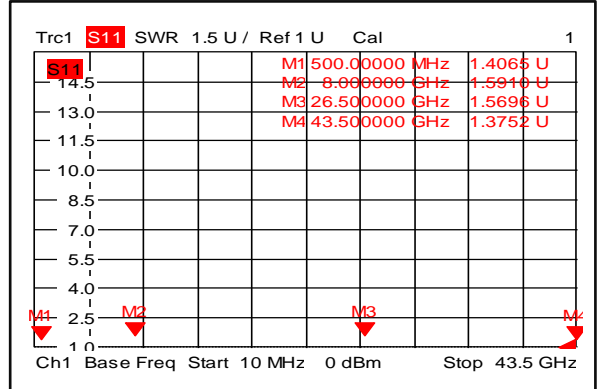 Trc1 S11 SWR 1.5 U / Ref 1 U Cal 1
S11
M1 500.00000 MHz 1.4065 U
M2 8.000000 GHz 1.5910 U
M3 26.500000 GHz 1.5696 U
M4 43.500000 GHz 1.3752 U
14.5
13.0
11.5
10.0
8.5
7.0
5.5
4.0
2.5
1.0
M1 M2 M3 M4
Ch1 Base Freq Start 10 MHz 0 dBm Stop 43.5 GHz